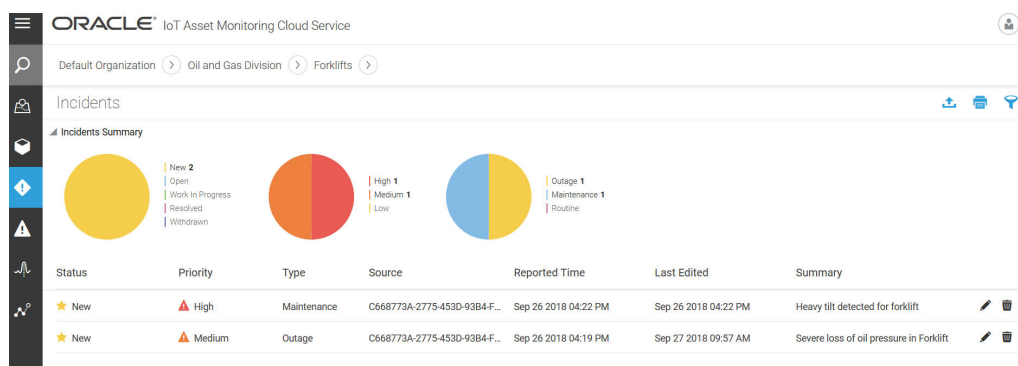 ORACLE® IoT Asset Monitoring Cloud Service
Default Organization Oil and Gas Division Forklifts
Incidents
Incidents Summary
New 2
Open
Work In Progress
Resolved
Withdrawn
High 1
Medium 1
Low
Outage 1
Maintenance 1
Routine
Status Priority Type Source Reported Time Last Edited Summary
New High Maintenance C668773A-2775-453D-93B4-F... Sep 26 2018 04:22 PM Sep 26 2018 04:22 PM Heavy tilt detected for forklift
New Medium Outage C668773A-2775-453D-93B4-F... Sep 26 2018 04:19 PM Sep 27 2018 09:57 AM Severe loss of oil pressure in Forklift